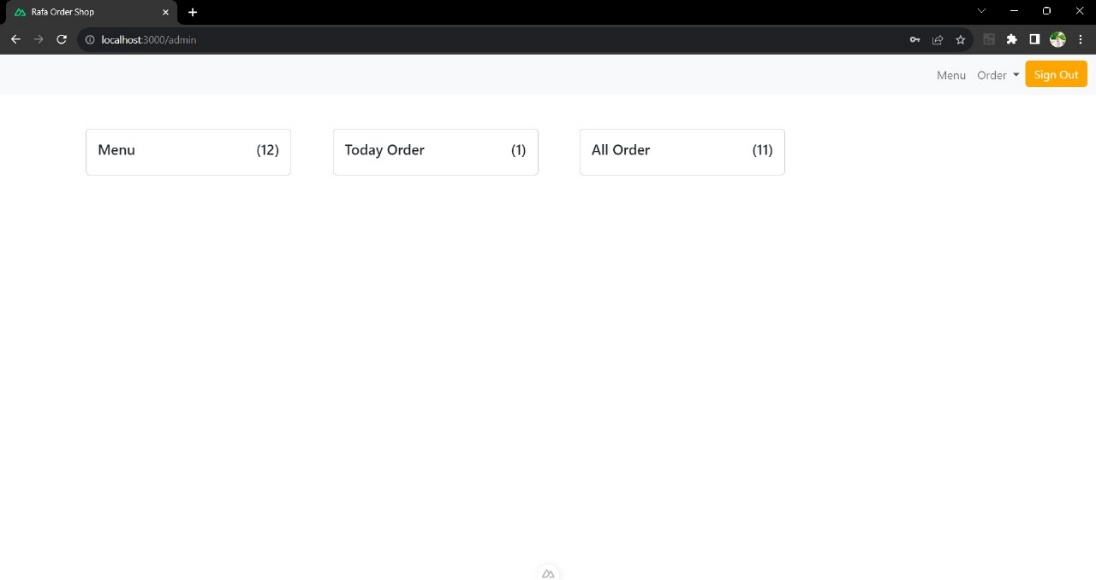 Rafa Order Shop
localhost:3000/admin
Menu Order Sign Out
Menu (12)
Today Order (1)
All Order (11)